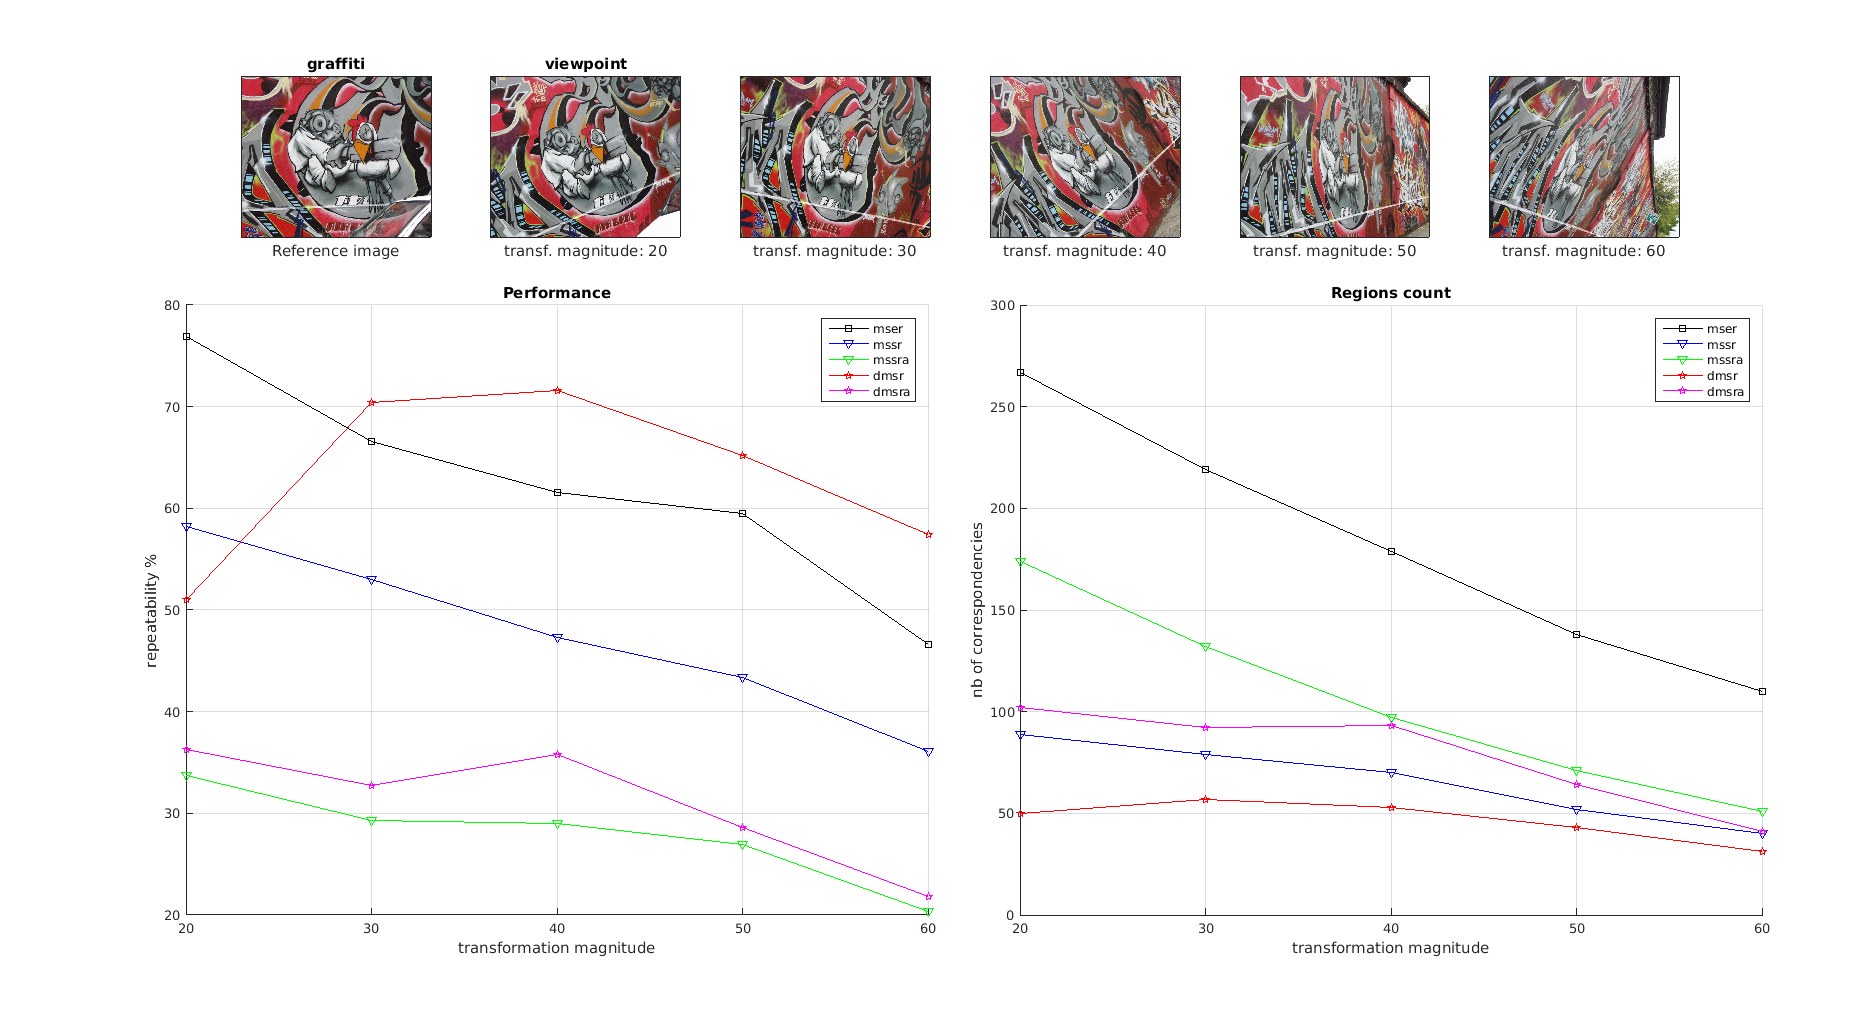 graffiti
viewpoint
Reference image
transf. magnitude: 20
transf. magnitude: 30
transf. magnitude: 40
transf. magnitude: 50
transf. magnitude: 60
Performance
80
70
60
50
40
30
20
repeatability %
mser
mssr
mssra
dmsr
dmsra
20
30
40
50
60
transformation magnitude
Regions count
300
250
200
150
100
50
0
nb of correspondencies
mser
mssr
mssra
dmsr
dmsra
20
30
40
50
60
transformation magnitude